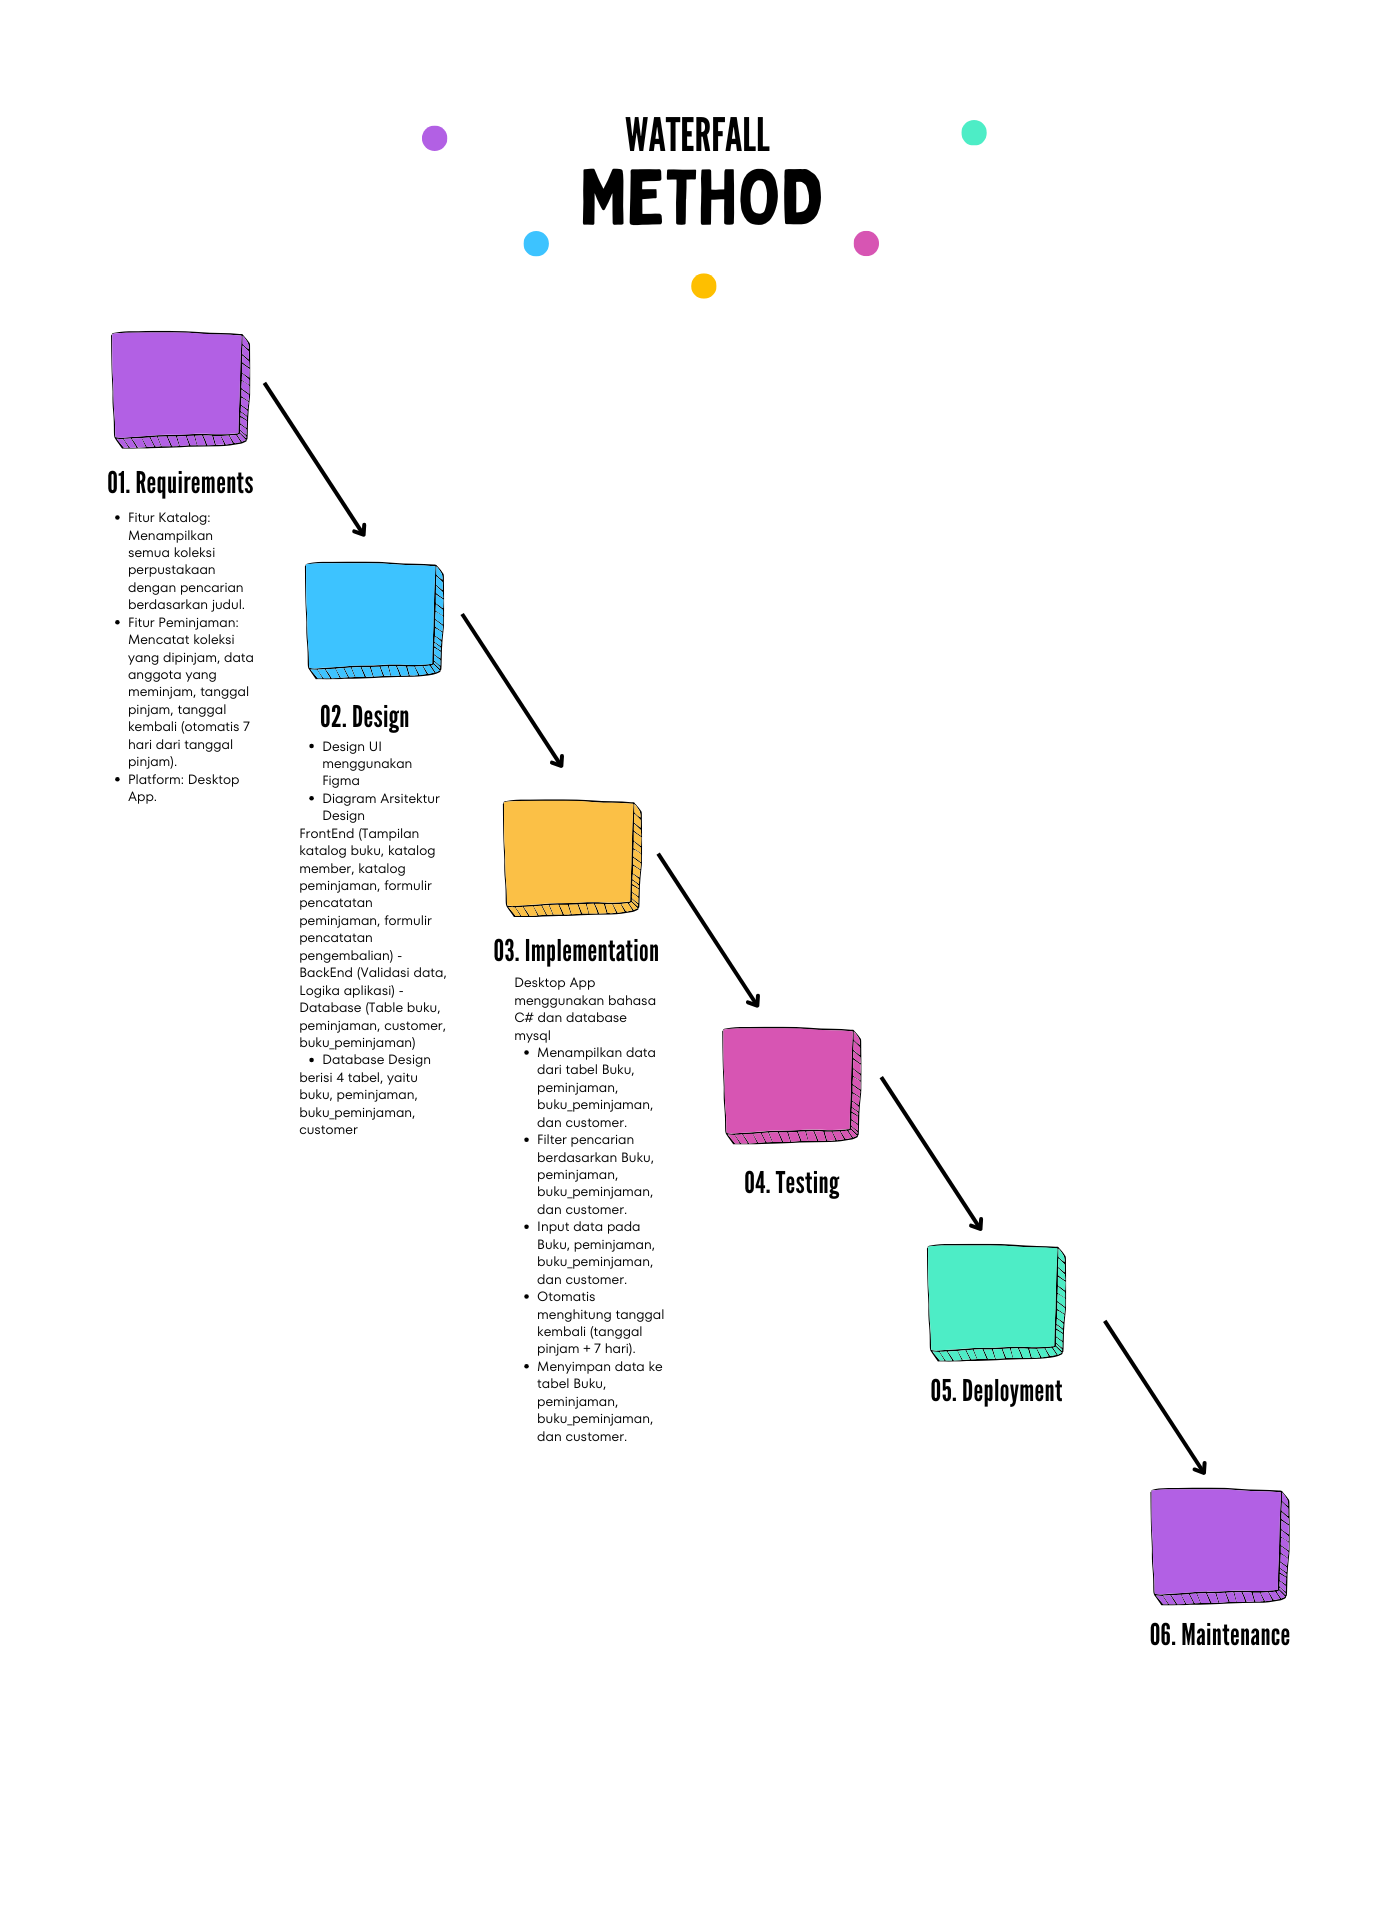 WATERFALL
METHOD
01. Requirements
• Fitur Katalog:
Menampilkan
semua koleksi
perpustakaan
dengan pencarian
berdasarkan judul.
• Fitur Peminjaman:
Mencatat koleksi
yang dipinjam, data
anggota yang
meminjam, tanggal
pinjam, tanggal
kembali (otomatis 7
hari dari tanggal
pinjam).
• Platform: Desktop
App.
02. Design
• Design UI
menggunakan
Figma
• Diagram Arsitektur
Design
FrontEnd (Tampilan
katalog buku, katalog
member, katalog
peminjaman, formulir
pencatatan
peminjaman, formulir
pencatatan
pengembalian) -
BackEnd (Validasi data,
Logika aplikasi) -
Database (Table buku,
peminjaman, customer,
buku_peminjaman)
• Database Design
berisi 4 tabel, yaitu
buku, peminjaman,
buku_peminjaman,
customer
03. Implementation
Desktop App
menggunakan bahasa
C# dan database
mysql
• Menampilkan data
dari tabel Buku,
peminjaman,
buku_peminjaman,
dan customer.
• Filter pencarian
berdasarkan Buku,
peminjaman,
buku_peminjaman,
dan customer.
• Input data pada
Buku, peminjaman,
buku_peminjaman,
dan customer.
• Otomatis
menghitung tanggal
kembali (tanggal
pinjam + 7 hari).
• Menyimpan data ke
tabel Buku,
peminjaman,
buku_peminjaman,
dan customer.
04. Testing
05. Deployment
06. Maintenance